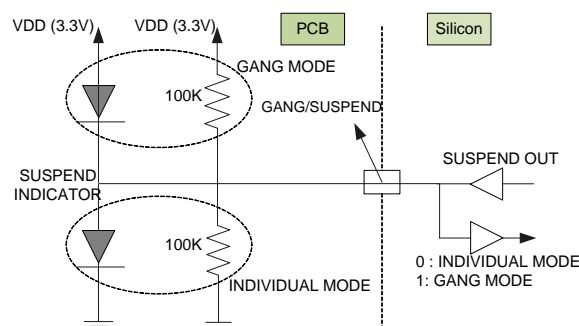 VDD (3.3V) VDD (3.3V)
PCB
Silicon
GANG MODE
100K
GANG/SUSPEND
SUSPEND OUT
SUSPEND
INDICATOR
100K
0 : INDIVIDUAL MODE
1: GANG MODE
INDIVIDUAL MODE